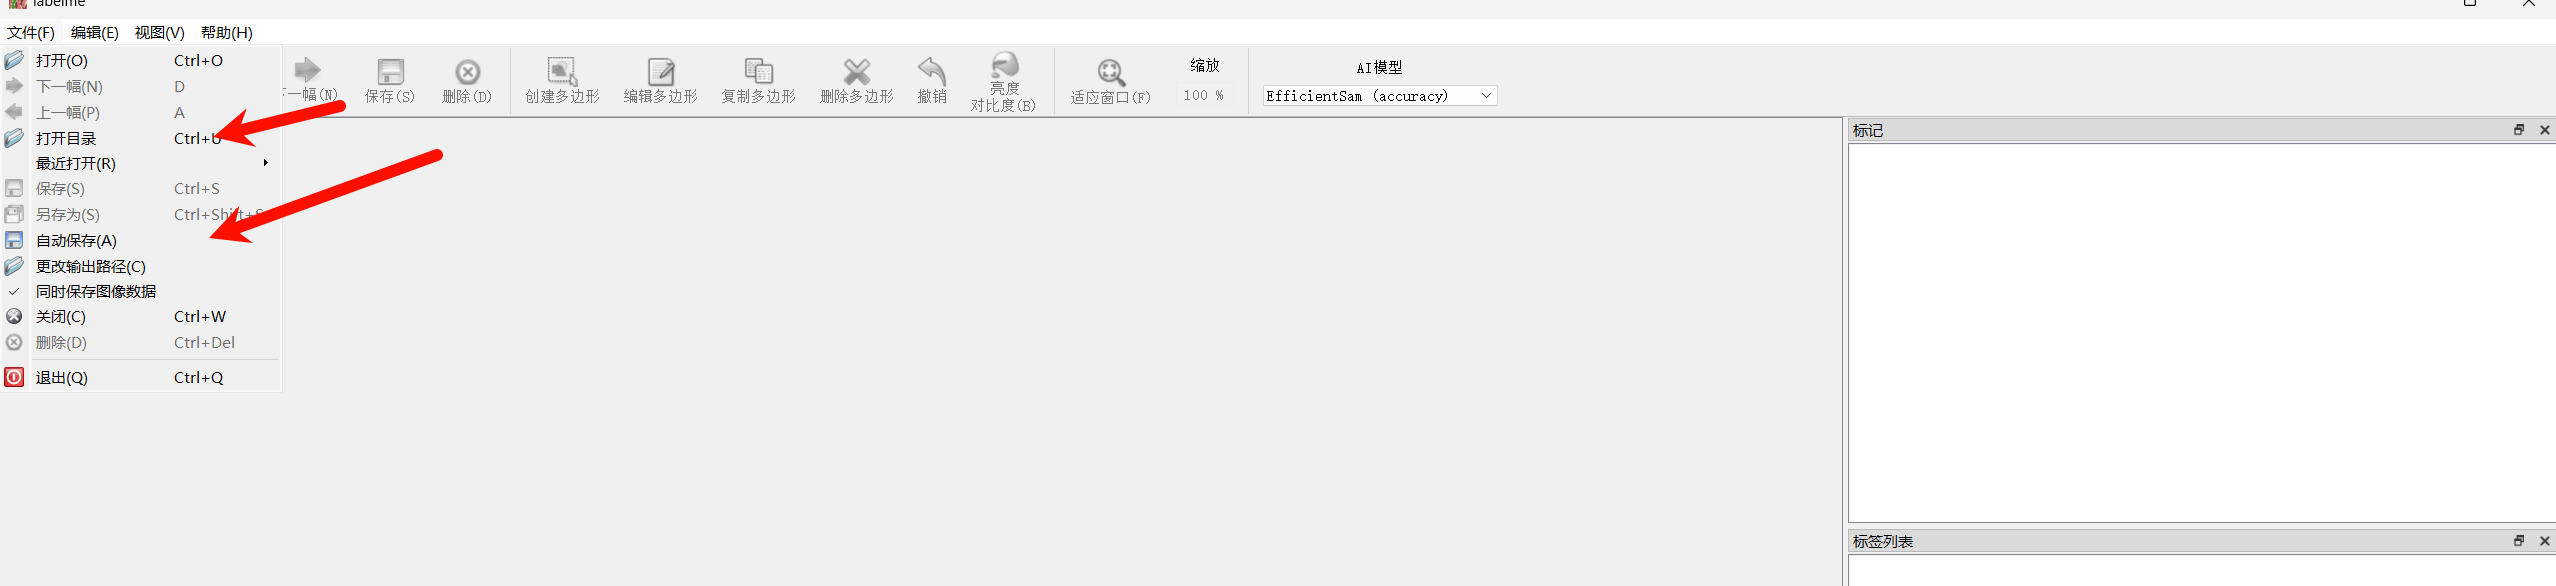 labelme
文件(F) 编辑(E) 视图(V) 帮助(H)
打开(O) Ctrl+O
下一幅(N) D
上一幅(P) A
打开目录 Ctrl+U
最近打开(R)
保存(S) Ctrl+S
另存为(S) Ctrl+Shift+S
自动保存(A)
更改输出路径(C)
同时保存图像数据
关闭(C) Ctrl+W
删除(D) Ctrl+Del
退出(Q) Ctrl+Q
下一幅(N)
保存(S)
删除(D)
创建多边形
编辑多边形
复制多边形
删除多边形
撤销
亮度
对比度(B)
适应窗口(F)
缩放
100 %
AI模型
EfficientSam (accuracy)
标记
标签列表